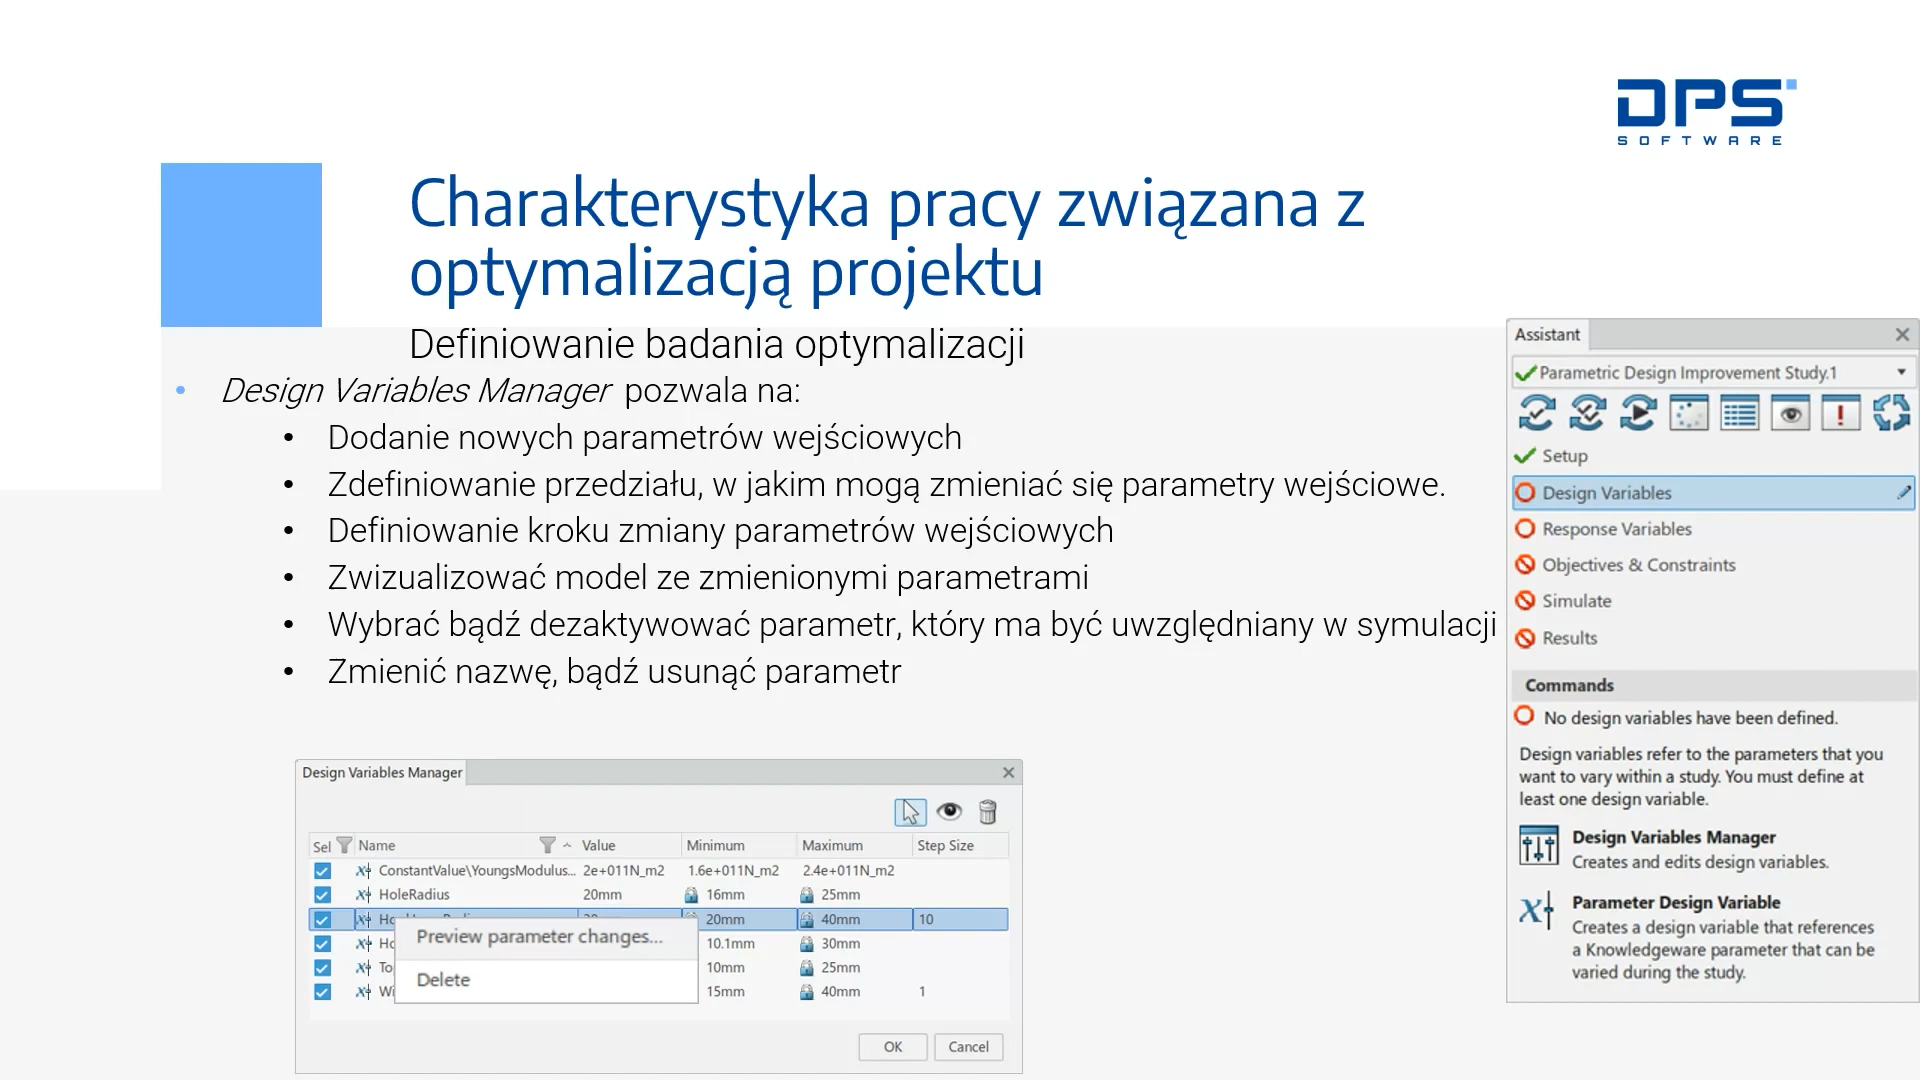 DPS
SOFTWARE
Charakterystyka pracy związana z
optymalizacją projektu
Definiowanie badania optymalizacji
• Design Variables Manager pozwala na:
• Dodanie nowych parametrów wejściowych
• Zdefiniowanie przedziału, w jakim mogą zmieniać się parametry wejściowe.
• Definiowanie kroku zmiany parametrów wejściowych
• Zwizualizować model ze zmienionymi parametrami
• Wybrać bądź dezaktywować parametr, który ma być uwzględniany w symulacji
• Zmienić nazwę, bądź usunąć parametr
Design Variables Manager
Sel Name Value Minimum Maximum Step Size
ConstantValue\YoungsModulus... 2e+011N_m2 1.6e+011N_m2 2.4e+011N_m2
HoleRadius 20mm 16mm 25mm
20mm 40mm 10
10.1mm 30mm
10mm 25mm
15mm 40mm 1
Preview parameter changes...
Delete
OK Cancel
Assistant
Parametric Design Improvement Study.1
Setup
Design Variables
Response Variables
Objectives & Constraints
Simulate
Results
Commands
No design variables have been defined.
Design variables refer to the parameters that you
want to vary within a study. You must define at
least one design variable.
Design Variables Manager
Creates and edits design variables.
Parameter Design Variable
Creates a design variable that references
a Knowledgeware parameter that can be
varied during the study.